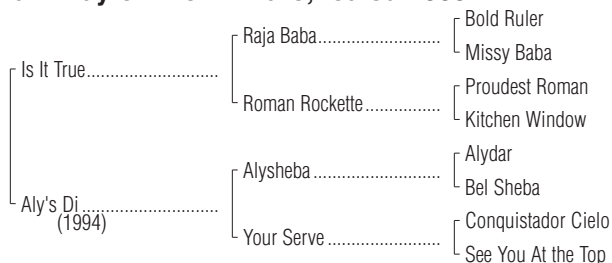 Bold Ruler
Raja Baba
Missy Baba
Is It True
Proudest Roman
Roman Rockette
Kitchen Window
Alydar
Alysheba
Bel Sheba
Aly's Di
(1994)
Conquistador Cielo
Your Serve
See You At the Top